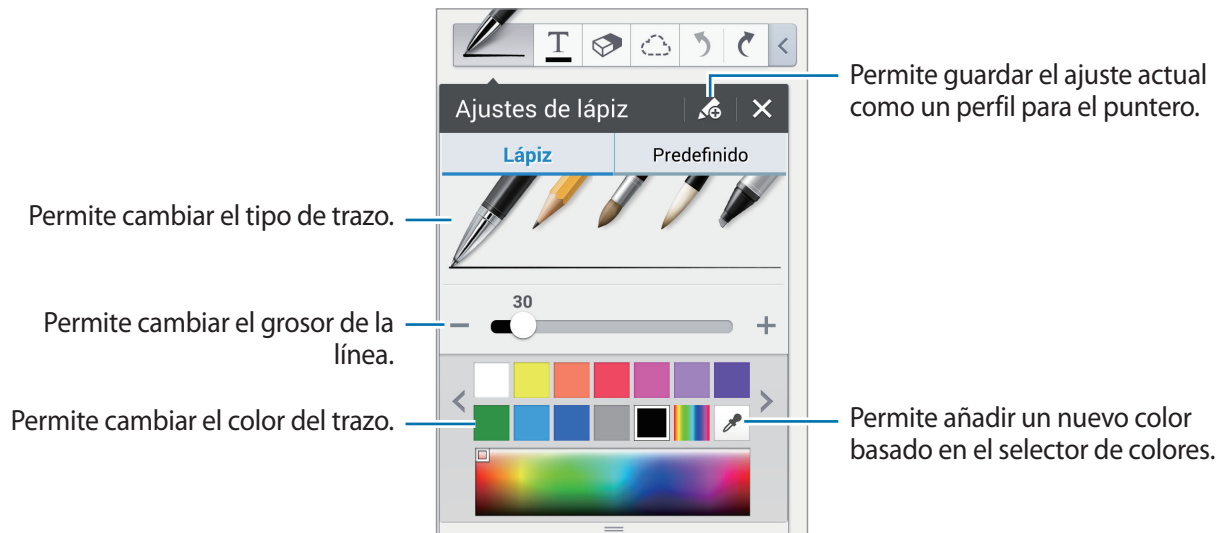 T
Permite guardar el ajuste actual
como un perfil para el puntero.
Ajustes de lápiz
Lápiz
Predefinido
Permite cambiar el tipo de trazo.
30
Permite cambiar el grosor de la
línea.
Permite cambiar el color del trazo.
Permite añadir un nuevo color
basado en el selector de colores.